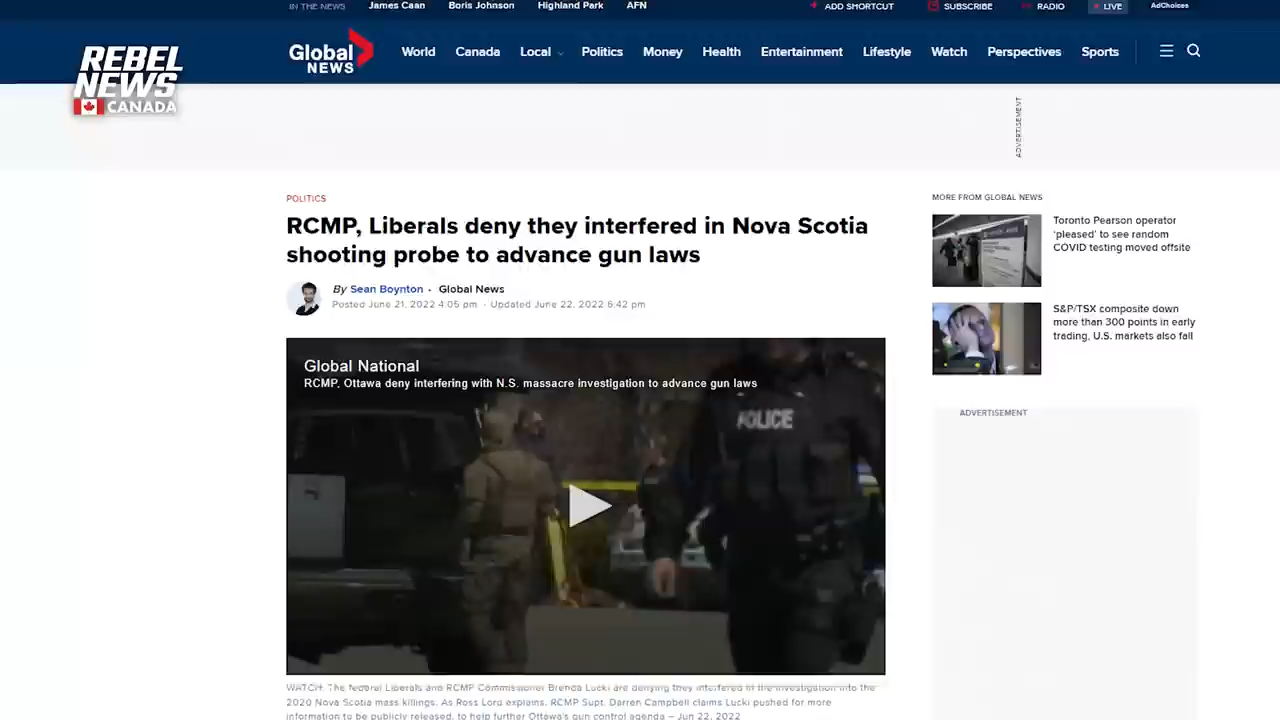 IN THE NEWS
James Caan
Boris Johnson
Highland Park
AFN
ADD SHORTCUT
SUBSCRIBE
RADIO
LIVE
AdChoices
REBEL
NEWS
CANADA
Global
NEWS
World
Canada
Local
Politics
Money
Health
Entertainment
Lifestyle
Watch
Perspectives
Sports
ADVERTISEMENT
POLITICS
RCMP, Liberals deny they interfered in Nova Scotia
shooting probe to advance gun laws
By Sean Boynton · Global News
Posted June 21, 2022 4:05 pm · Updated June 22, 2022 6:42 pm
Global National
RCMP, Ottawa deny interfering with N.S. massacre investigation to advance gun laws
POLICE
WATCH: The federal Liberals and RCMP Commissioner Brenda Lucki are denying they interfered in the investigation into the
2020 Nova Scotia mass killings. As Ross Lord explains, RCMP Supt. Darren Campbell claims Lucki pushed for more
information to be publicly released, to help further Ottawa's gun control agenda – Jun 22, 2022
MORE FROM GLOBAL NEWS
Toronto Pearson operator
'pleased' to see random
COVID testing moved offsite
S&P/TSX composite down
more than 300 points in early
trading, U.S. markets also fall
ADVERTISEMENT